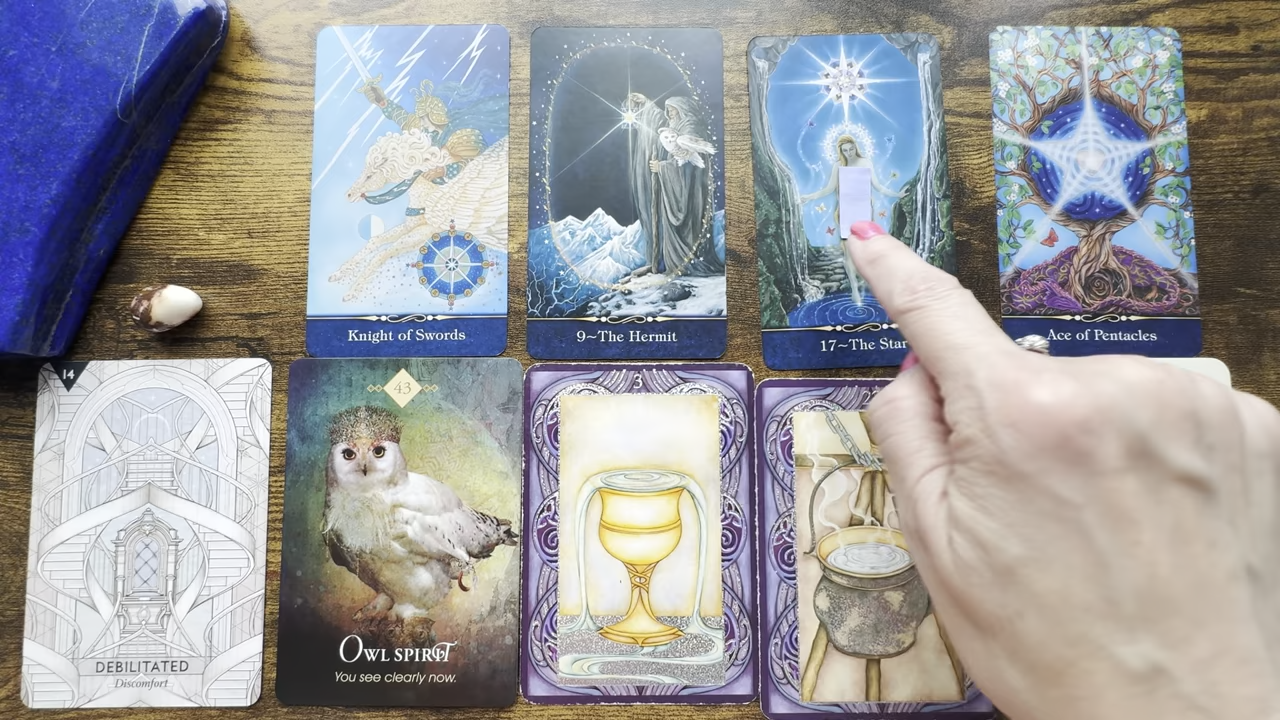 Knight of Swords
9~The Hermit
17~The Star
Ace of Pentacles
14
DEBILITATED
Discomfort
43
OWL SPIRIT
You see clearly now.
3